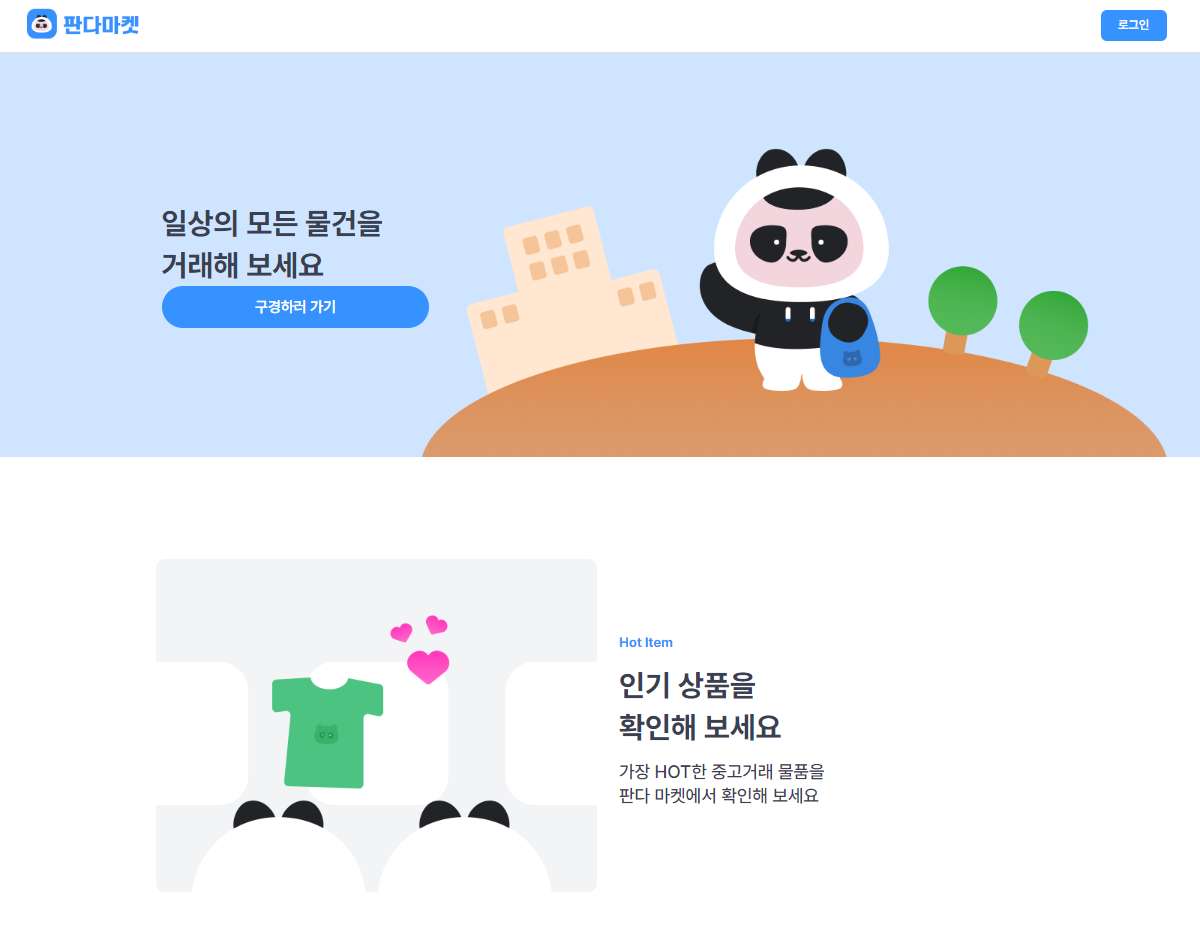 판다마켓
로그인
일상의 모든 물건을
거래해 보세요
구경하러 가기
Hot Item
인기 상품을
확인해 보세요
가장 HOT한 중고거래 물품을
판다 마켓에서 확인해 보세요